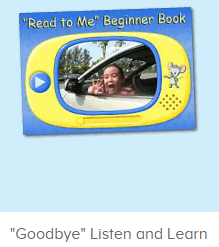 "Read to Me" Beginner Book
"Goodbye" Listen and Learn